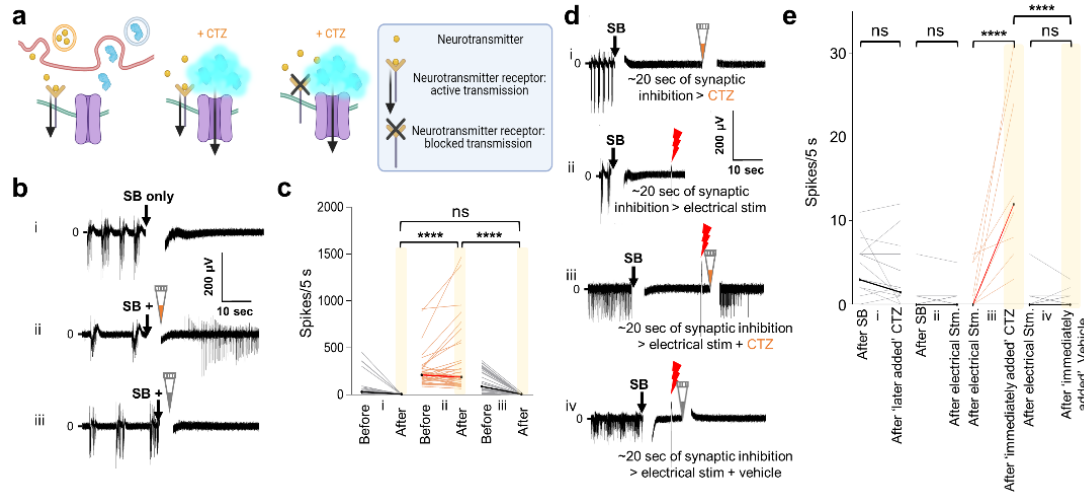 a
+ CTZ
+ CTZ
Neurotransmitter
Neurotransmitter receptor:
active transmission
Neurotransmitter receptor:
blocked transmission
b
SB only
i
0
200 µV
10 sec
SB +
ii
0
SB +
iii
0
c
ns
****
****
2000
1500
1000
500
0
Spikes/5 s
Before
i
After
Before
ii
After
Before
iii
After
d
SB
i
0
~20 sec of synaptic
inhibition > CTZ
200 µV
10 sec
SB
ii
0
~20 sec of synaptic
inhibition > electrical stim
SB
iii
0
~20 sec of synaptic inhibition
> electrical stim + CTZ
SB
iv
0
~20 sec of synaptic inhibition
> electrical stim + vehicle
e
****
ns
ns
****
ns
30
20
10
0
Spikes/5 s
After SB
i
After 'later added' CTZ
After SB
ii
After electrical Stm.
After electrical Stm.
iii
After 'immediately added' CTZ
After electrical Stm.
iv
After 'immediately
added'. Vehicle